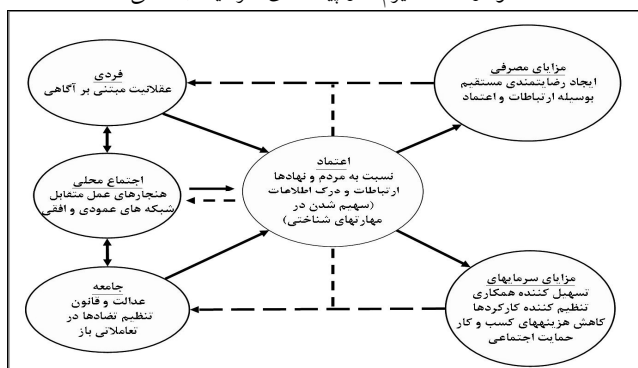 فردی
عقلانیت مبتنی بر آگاهی
اجتماع محلی
هنجارهای عمل متقابل
شبکه های عمودی و افقی
جامعه
عدالت و قانون
تنظیم تضادها در
تعاملاتی باز
اعتماد
نسبت به مردم و نهادها
ارتباطات و درک اطلاعات
(سهیم شدن در
مهارتهای شناختی)
مزایای مصرفی
ایجاد رضایتمندی مستقیم
بوسیله ارتباطات و اعتماد
مزایای سرمایهای
تسهیل کننده همکاری
تنظیم کننده کارکردها
کاهش هزینههای کسب و کار
حمایت اجتماعی